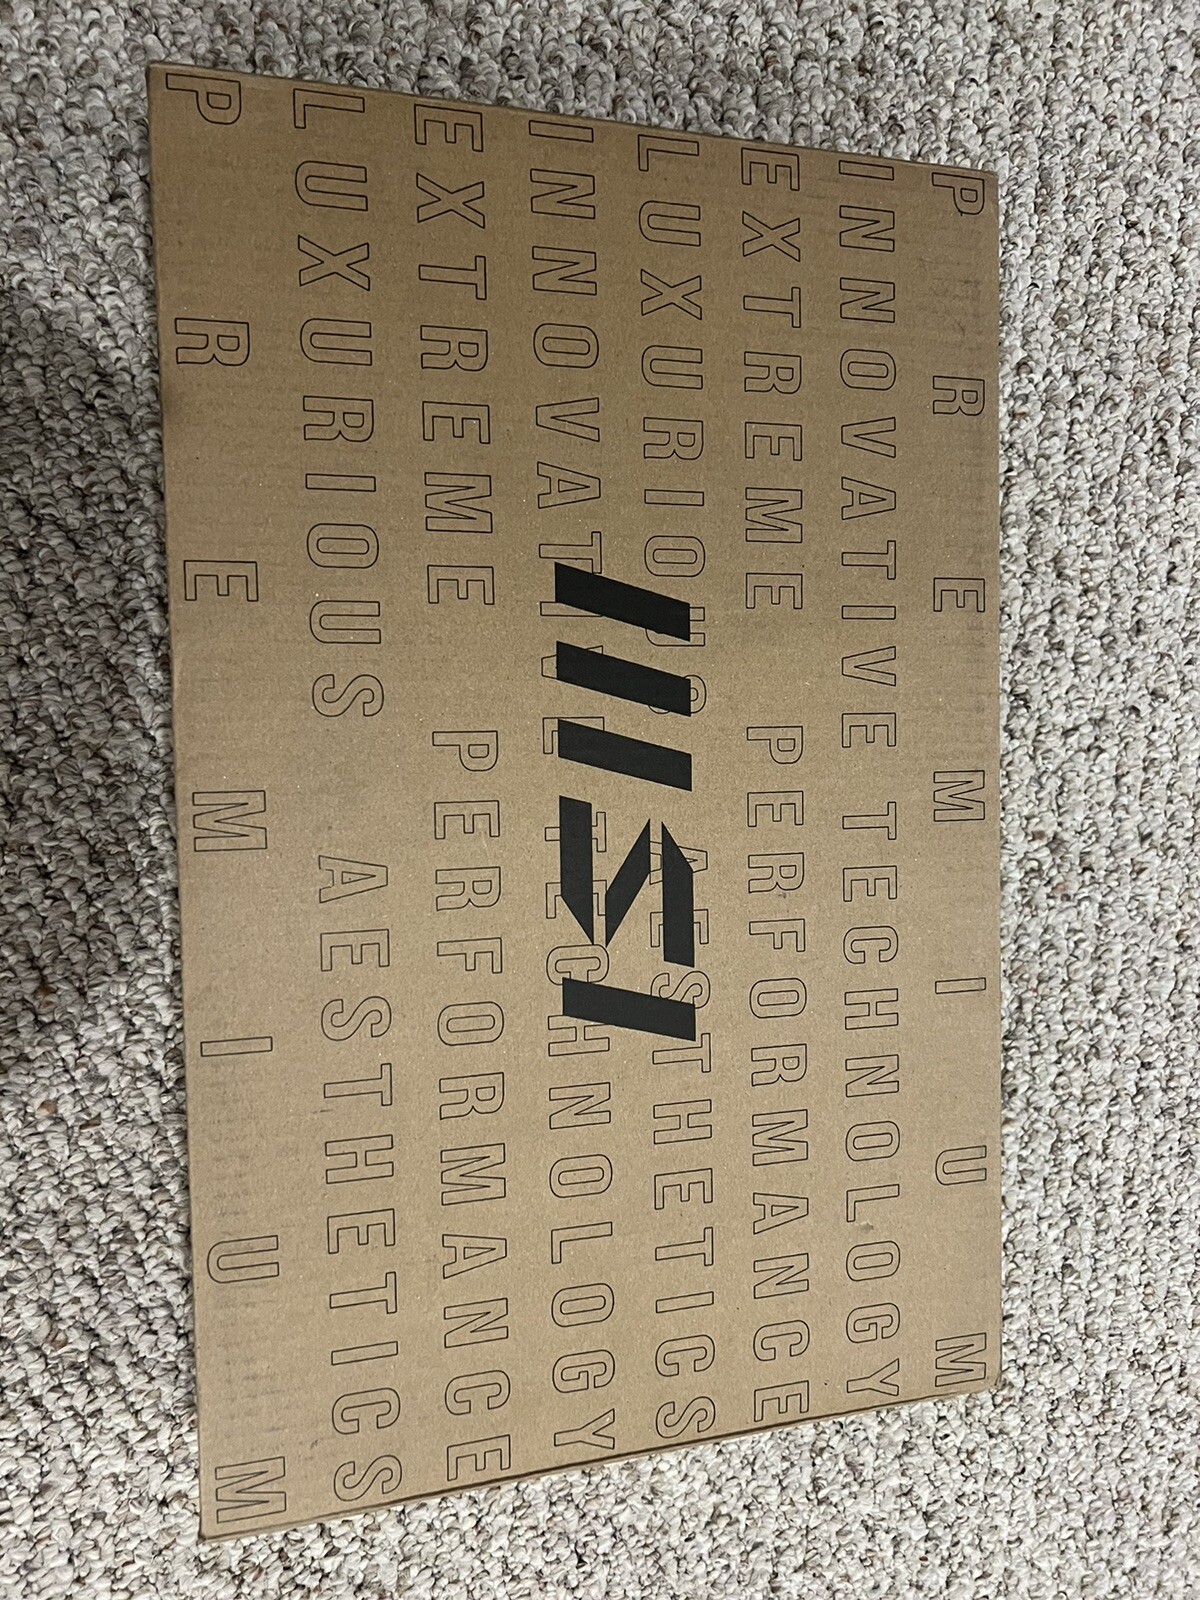 PREMIUM
INNOVATIVE TECHNOLOGY
EXTREME PERFORMANCE
LUXURIOUS AESTHETICS
msi
INNOVATIVE TECHNOLOGY
EXTREME PERFORMANCE
LUXURIOUS AESTHETICS
PREMIUM